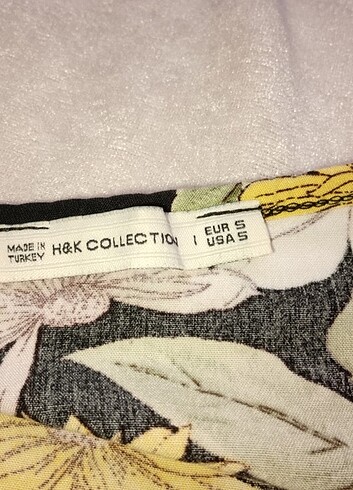 MADE IN
TURKEY
H&K COLLECTION
EUR S
USA S